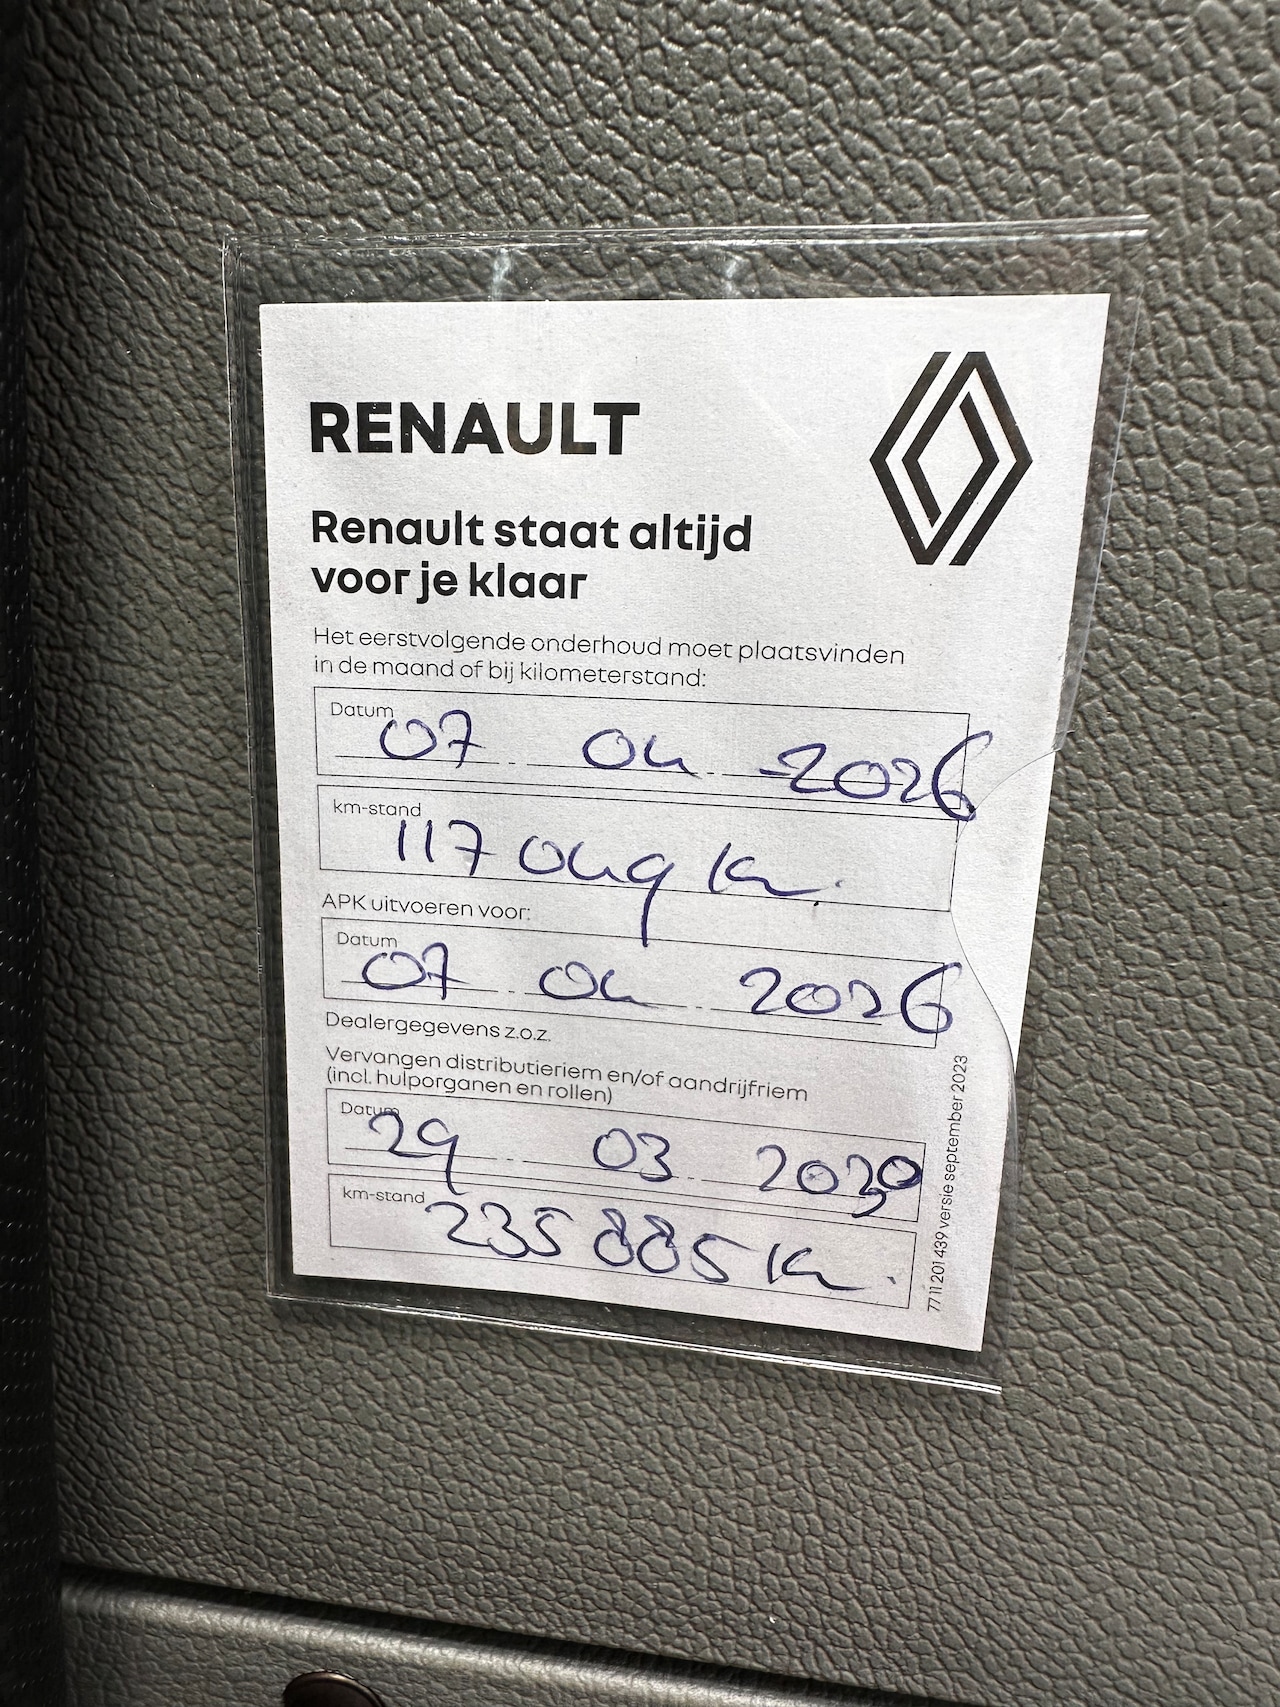 RENAULT
Renault staat altijd
voor je klaar
Het eerstvolgende onderhoud moet plaatsvinden
in de maand of bij kilometerstand:
Datum
07 04 -2026
km-stand
117 049 Km.
APK uitvoeren voor:
Datum
07 04 2026
Dealergegevens z.o.z.
Vervangen distributieriem en/of aandrijfriem
(incl. hulporganen en rollen)
Datum
29 03 2030
km-stand
235 885 Km.
77 11 201 439 versie september 2023